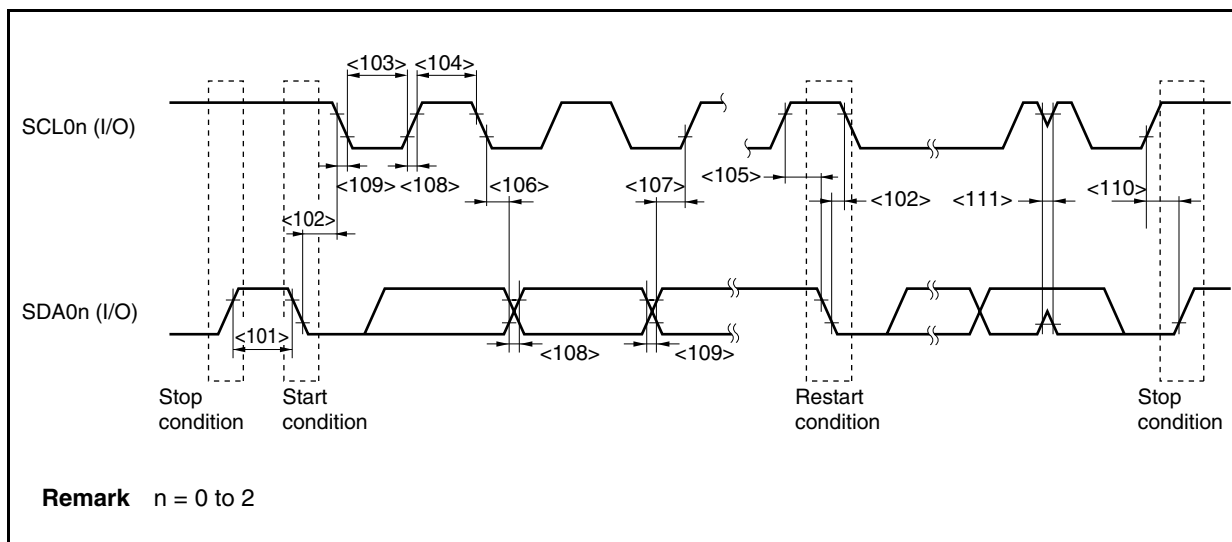 <103> <104>
SCL0n (I/O)
<109> <108> <106> <107> <105> <102> <111> <110>
<102>
SDA0n (I/O)
<101> <108> <109>
Stop condition
Start condition
Restart condition
Stop condition
Remark n = 0 to 2